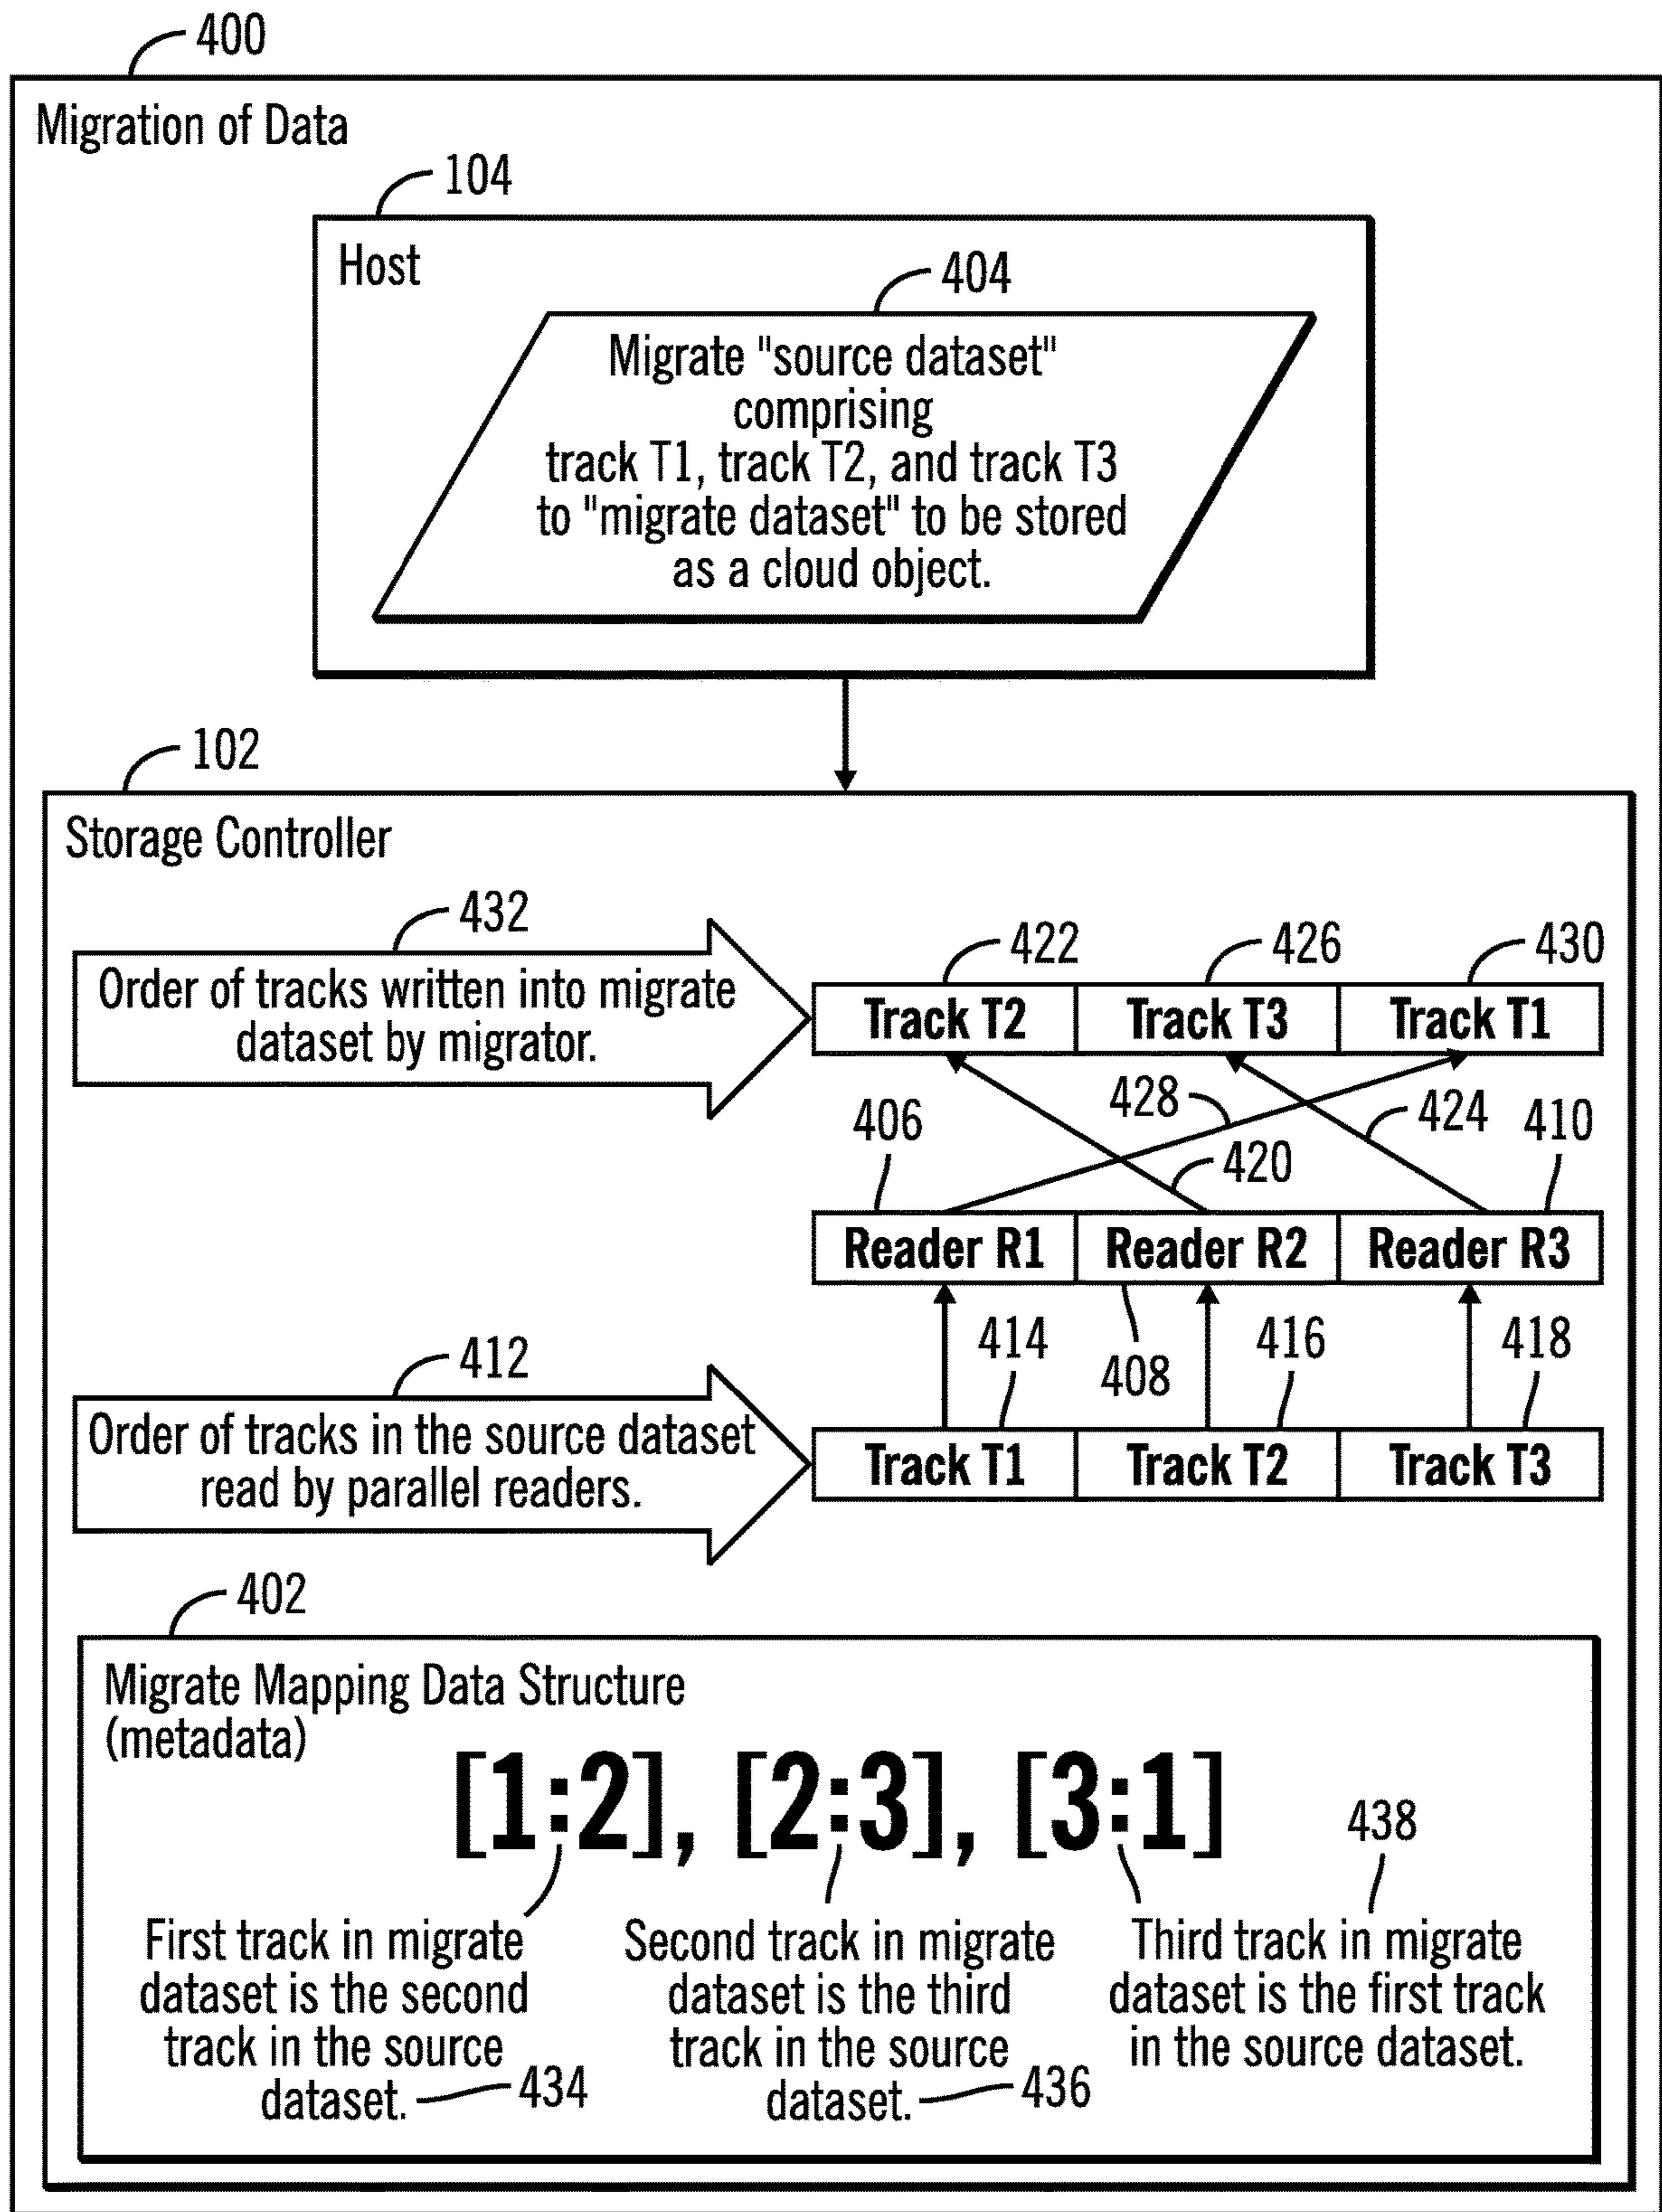 400
Migration of Data
104
Host
404
Migrate "source dataset"
comprising
track T1, track T2, and track T3
to "migrate dataset" to be stored
as a cloud object.
102
Storage Controller
432
Order of tracks written into migrate
dataset by migrator.
422
426
430
Track T2
Track T3
Track T1
428
424
406
410
420
Reader R1
Reader R2
Reader R3
414
408
416
418
412
Order of tracks in the source dataset
read by parallel readers.
Track T1
Track T2
Track T3
402
Migrate Mapping Data Structure
(metadata)
[1:2], [2:3], [3:1]
438
First track in migrate
dataset is the second
track in the source
dataset. 434
Second track in migrate
dataset is the third
track in the source
dataset. 436
Third track in migrate
dataset is the first track
in the source dataset.